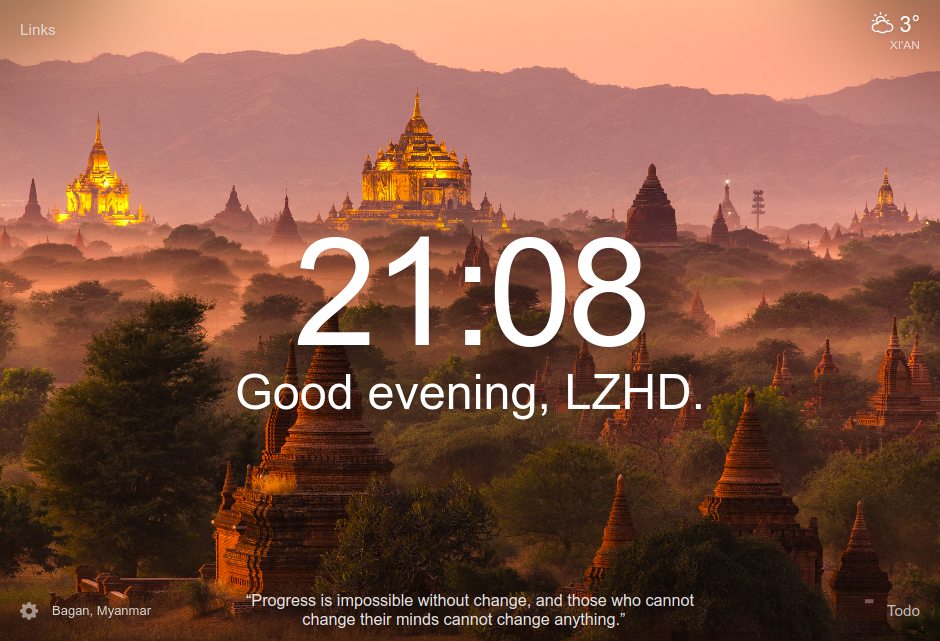 Links
3°
XI'AN
21:08
Good evening, LZHD.
Bagan, Myanmar
“Progress is impossible without change, and those who cannot
change their minds cannot change anything.”
Todo